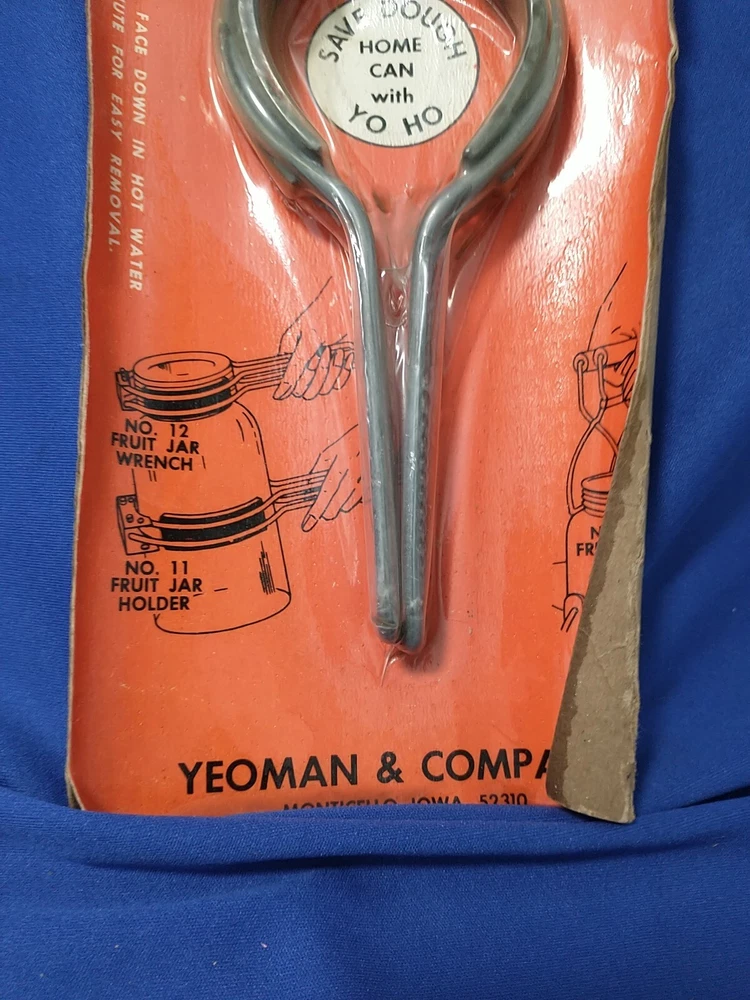 SAVE DOUGH
HOME
CAN
with
YO HO
FACE DOWN IN HOT WATER
UTE FOR EASY REMOVAL.
NO. 12
FRUIT JAR
WRENCH
NO. 11
FRUIT JAR
HOLDER
N
FR
YEOMAN & COMPA
MONTICELLO, IOWA 52310